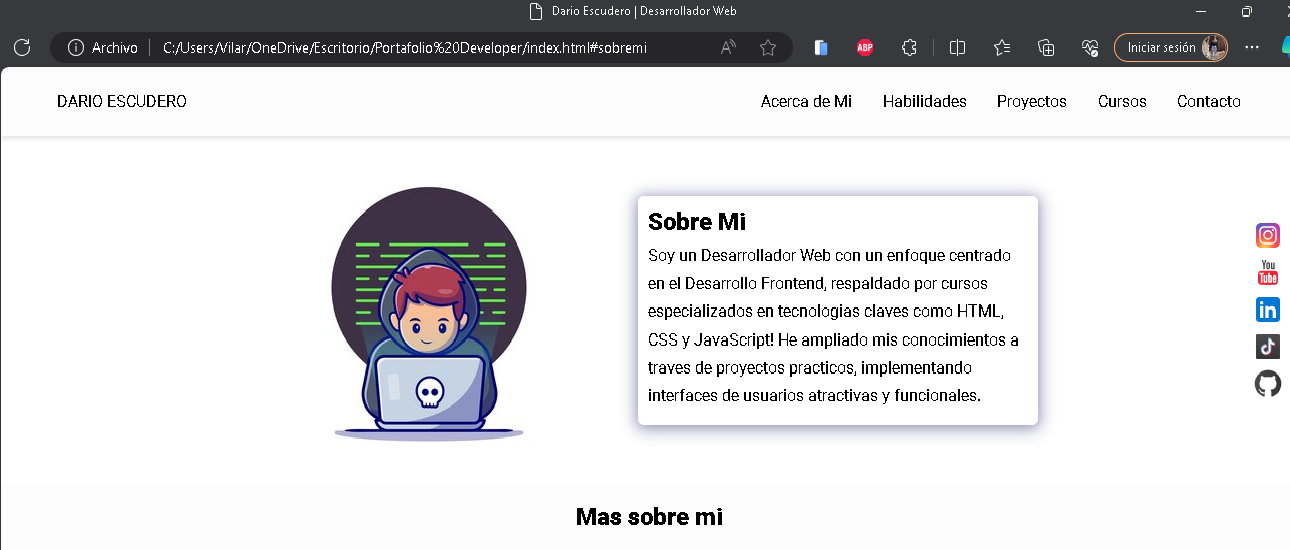 Dario Escudero | Desarrollador Web
Archivo
C:/Users/Vilar/OneDrive/Escritorio/Portafolio%20Developer/index.html#sobremi
ABP
Iniciar sesión
DARIO ESCUDERO
Acerca de Mi
Habilidades
Proyectos
Cursos
Contacto
Sobre Mi
Soy un Desarrollador Web con un enfoque centrado
en el Desarrollo Frontend, respaldado por cursos
especializados en tecnologias claves como HTML,
CSS y JavaScript! He ampliado mis conocimientos a
traves de proyectos practicos, implementando
interfaces de usuarios atractivas y funcionales.
You
Tube
in
Mas sobre mi